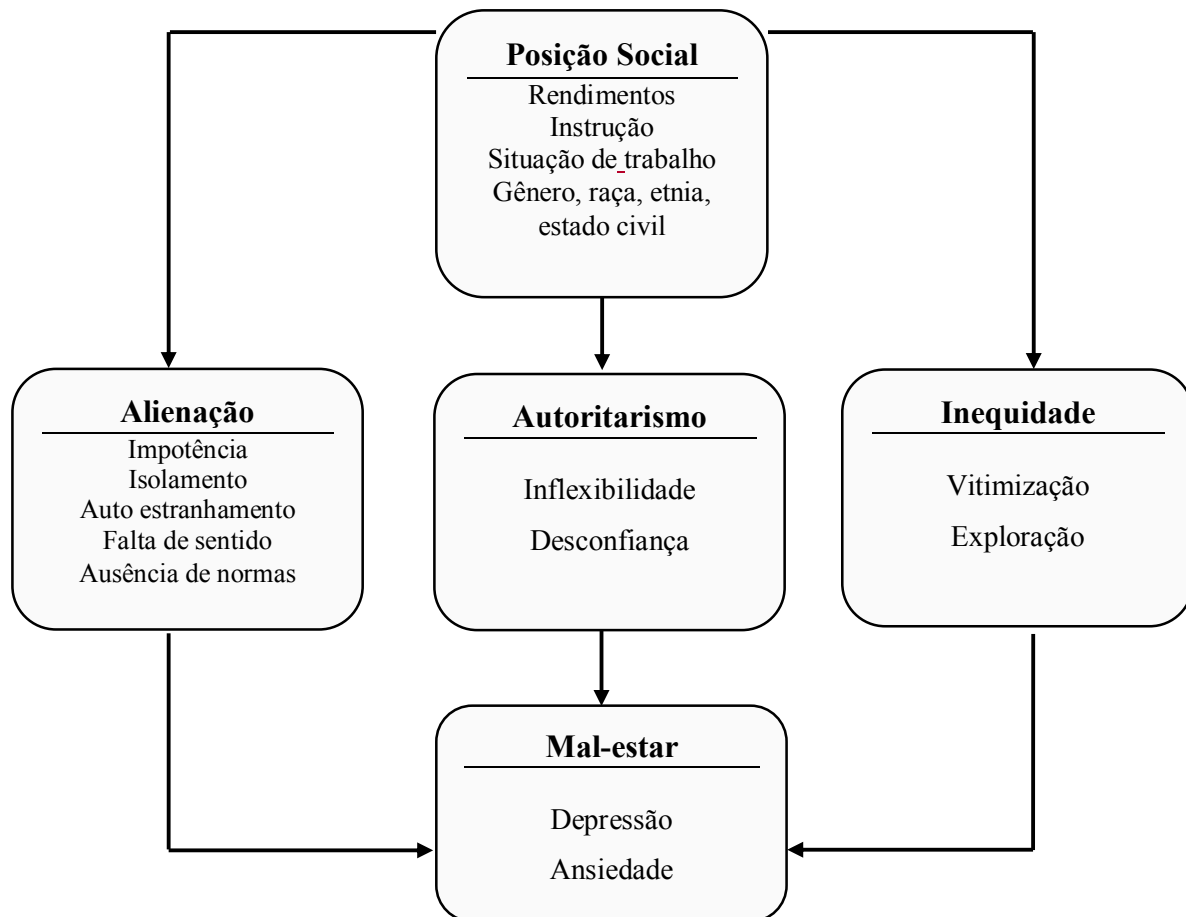 Posição Social
Rendimentos
Instrução
Situação de trabalho
Gênero, raça, etnia,
estado civil
Alienação
Impotência
Isolamento
Auto estranhamento
Falta de sentido
Ausência de normas
Autoritarismo
Inflexibilidade
Desconfiança
Inequidade
Vitimização
Exploração
Mal-estar
Depressão
Ansiedade